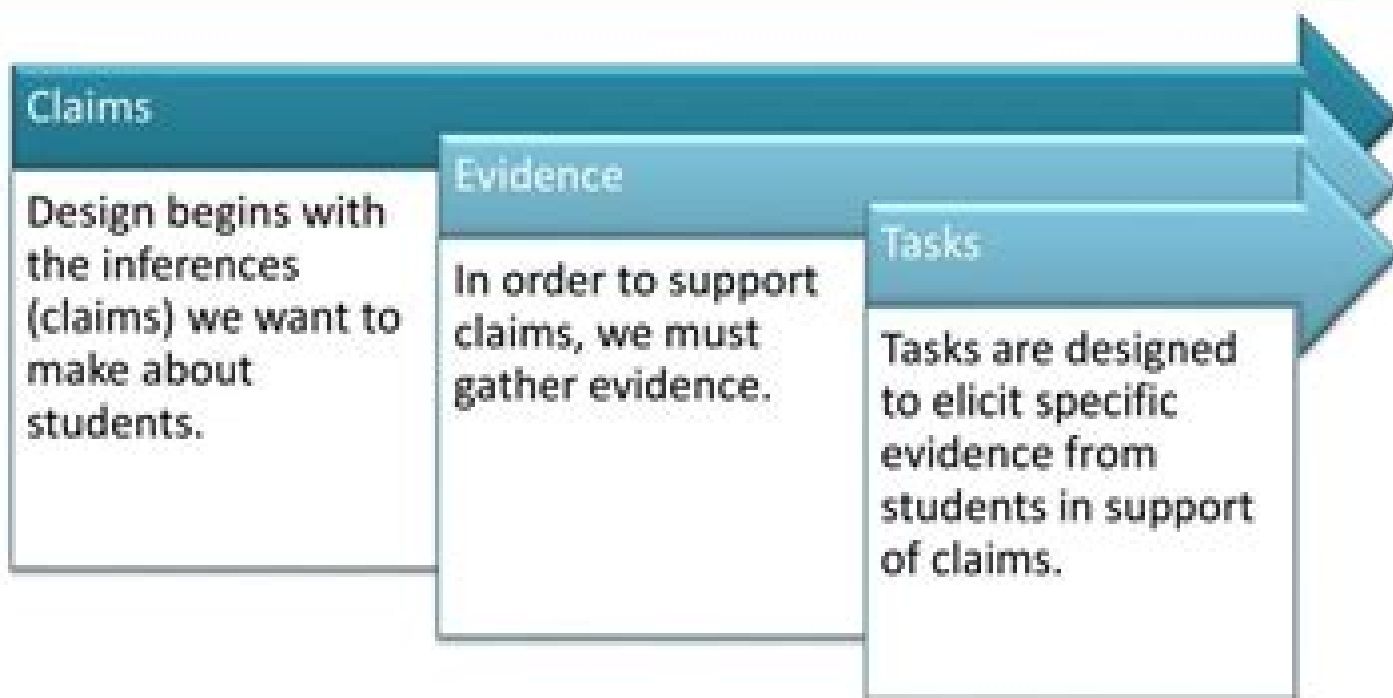 Claims
Design begins with
the inferences
(claims) we want to
make about
students.
Evidence
In order to support
claims, we must
gather evidence.
Tasks
Tasks are designed
to elicit specific
evidence from
students in support
of claims.